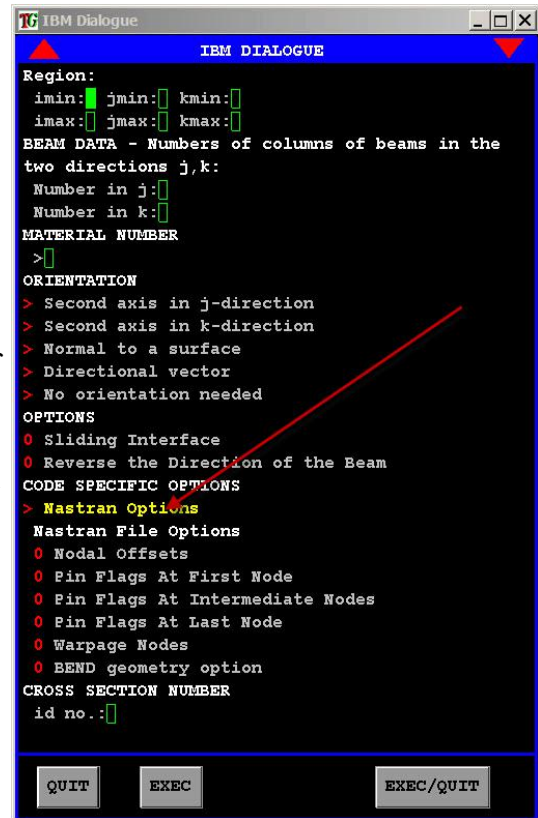 TG IBM Dialogue
IBM DIALOGUE
Region:
imin: jmin: kmin:
imax: jmax: kmax:
BEAM DATA - Numbers of columns of beams in the
two directions j,k:
Number in j:
Number in k:
MATERIAL NUMBER
>
ORIENTATION
> Second axis in j-direction
> Second axis in k-direction
> Normal to a surface
> Directional vector
> No orientation needed
OPTIONS
0 Sliding Interface
0 Reverse the Direction of the Beam
CODE SPECIFIC OPTIONS
> Nastran Options
Nastran File Options
0 Nodal Offsets
0 Pin Flags At First Node
0 Pin Flags At Intermediate Nodes
0 Pin Flags At Last Node
0 Warpage Nodes
0 BEND geometry option
CROSS SECTION NUMBER
id no.:
QUIT EXEC EXEC/QUIT